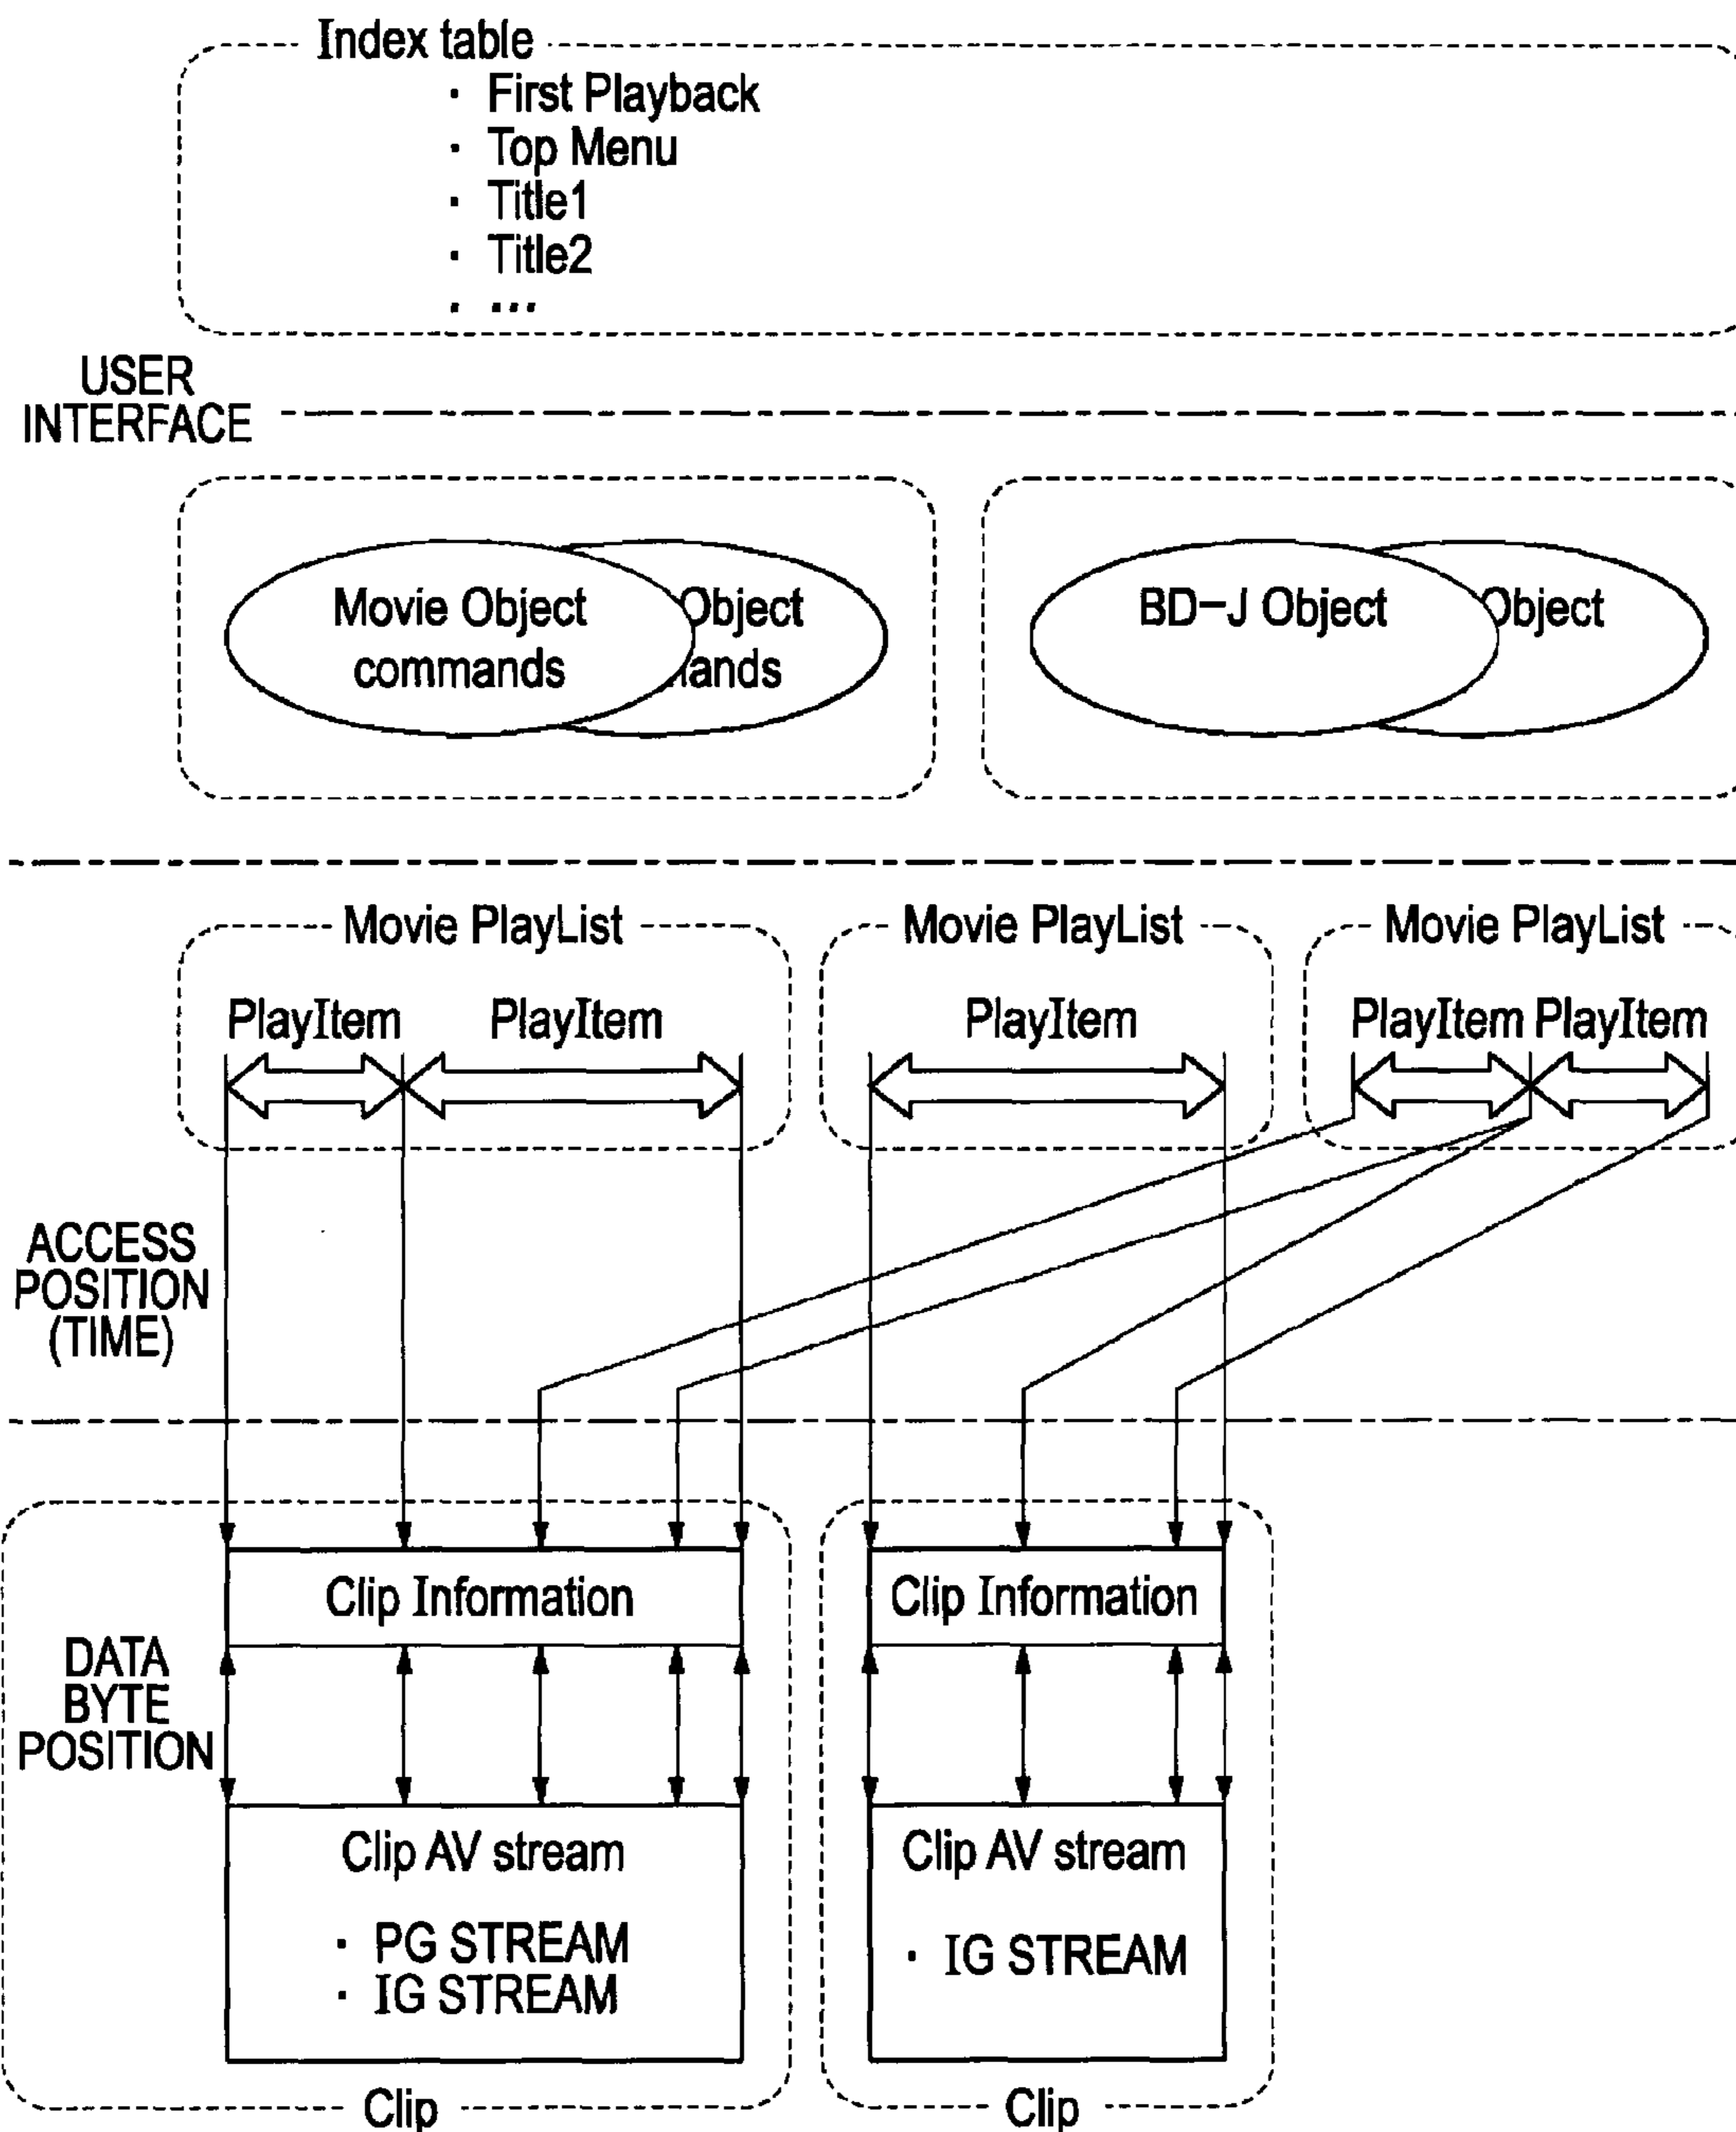 Index table
· First Playback
· Top Menu
· Title1
· Title2
· ...
USER
INTERFACE
Movie Object
commands
Object
ands
BD-J Object
Object
Movie PlayList
Movie PlayList
Movie PlayList
PlayItem
PlayItem
PlayItem
PlayItem
PlayItem
ACCESS
POSITION
(TIME)
Clip Information
Clip Information
DATA
BYTE
POSITION
Clip AV stream
· PG STREAM
· IG STREAM
Clip AV stream
· IG STREAM
Clip
Clip